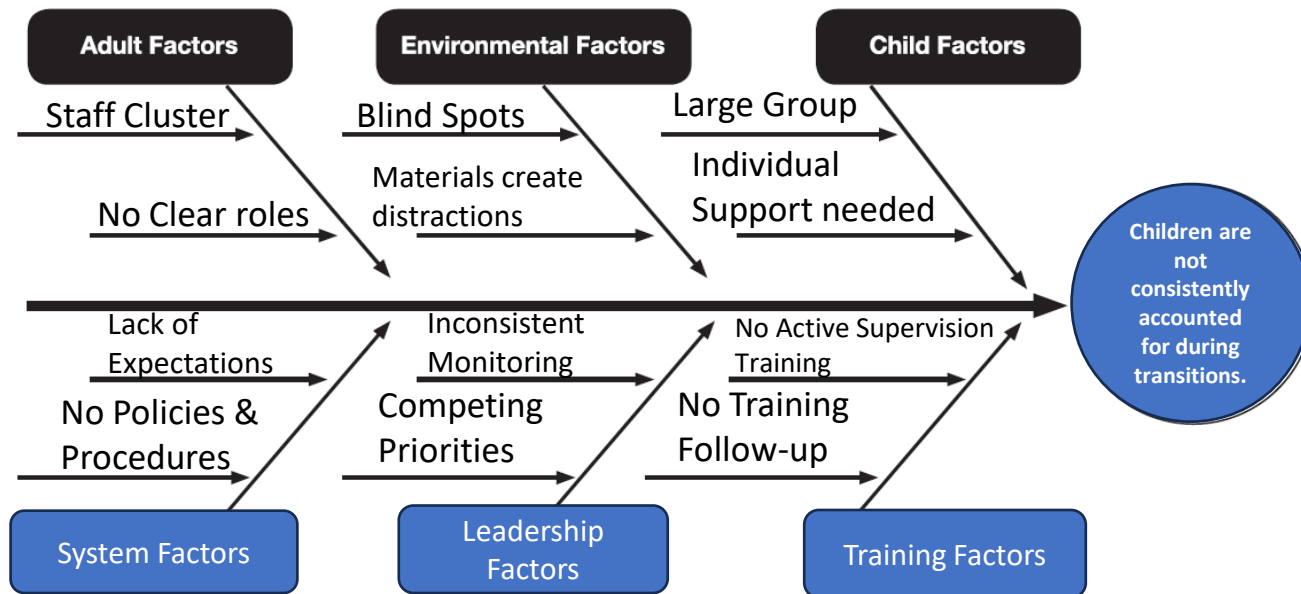 Adult Factors
Environmental Factors
Child Factors
Staff Cluster
No Clear roles
Blind Spots
Materials create
distractions
Large Group
Individual
Support needed
Children are
not
consistently
accounted
for during
transitions.
Lack of
Expectations
No Policies &
Procedures
Inconsistent
Monitoring
Competing
Priorities
No Active Supervision
Training
No Training
Follow-up
System Factors
Leadership
Factors
Training Factors